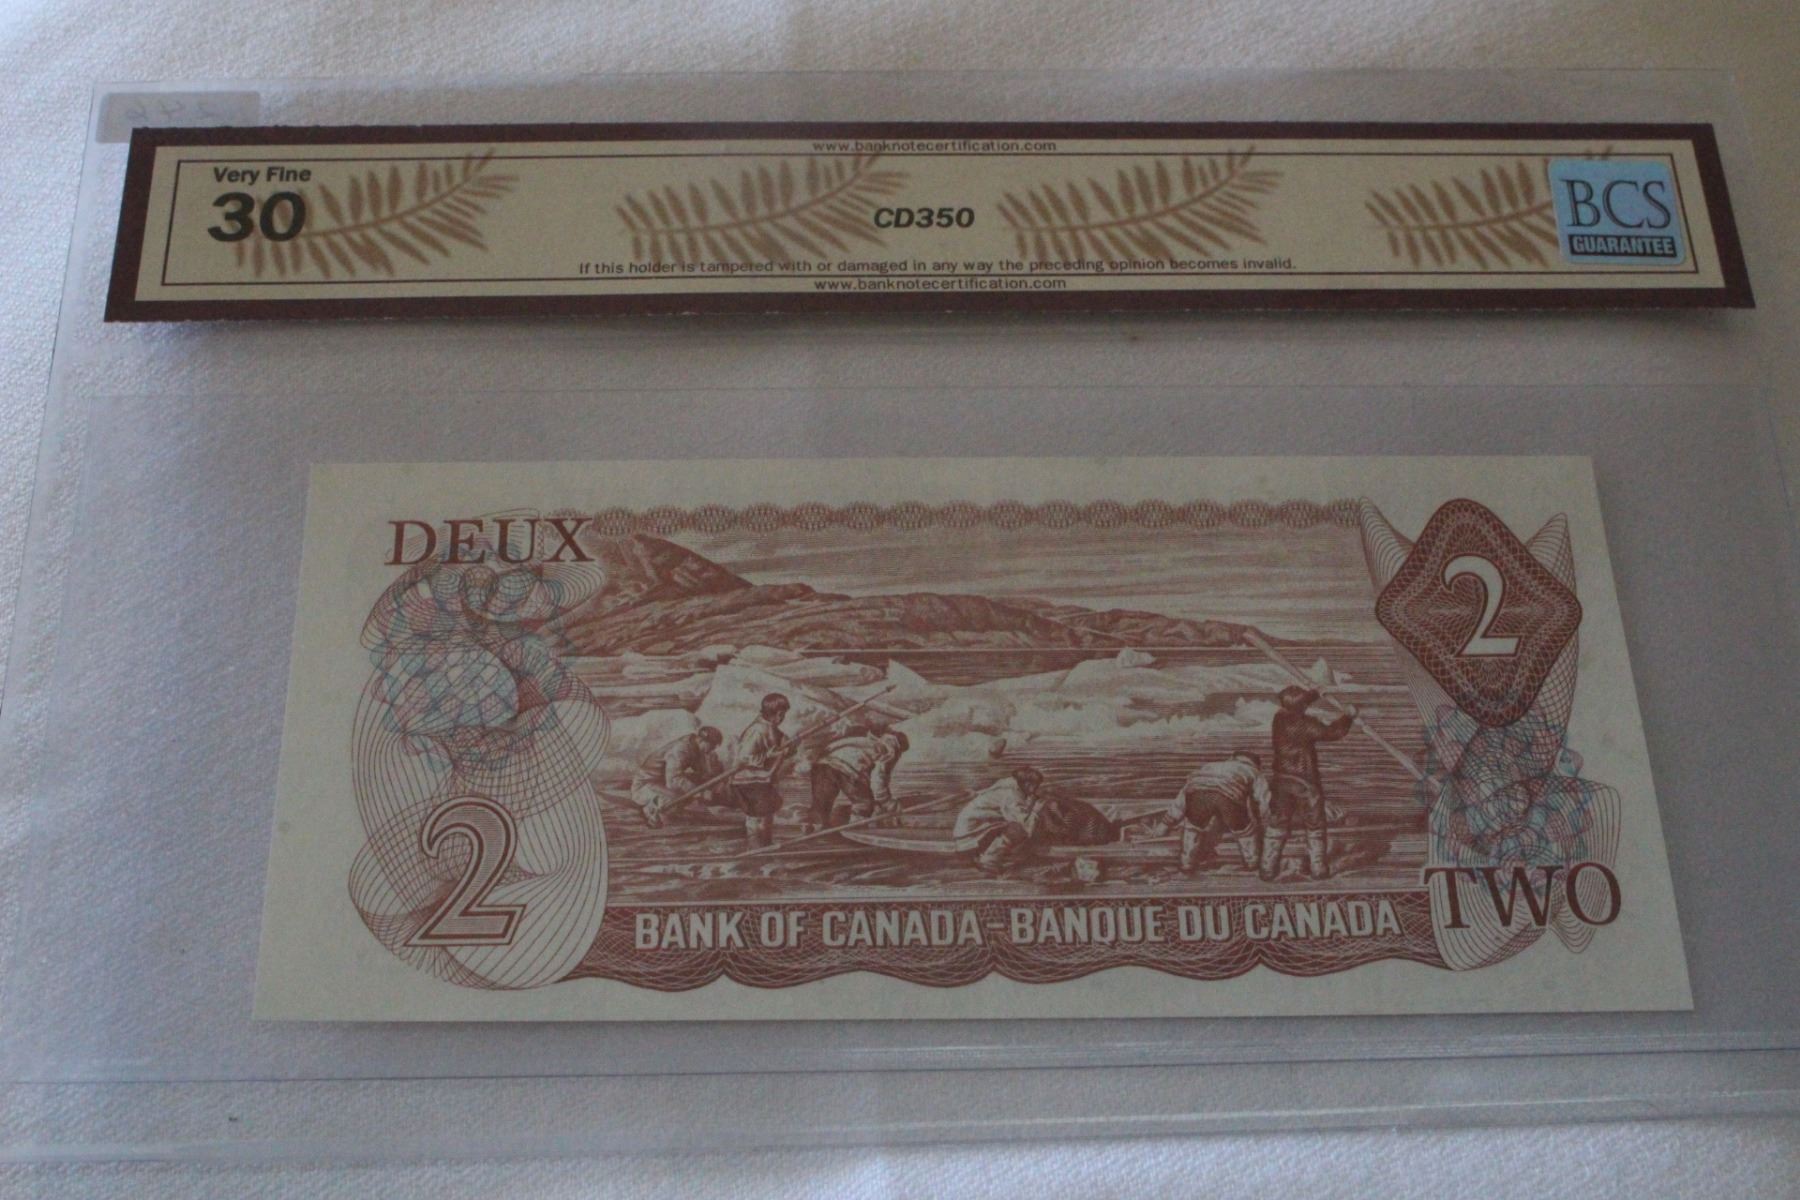 www.banknotecertification.com
Very Fine
30
CD350
BCS
GUARANTEE
If this holder is tampered with or damaged in any way the preceding opinion becomes invalid.
www.banknotecertification.com
DEUX
2
2
BANK OF CANADA - BANQUE DU CANADA
TWO